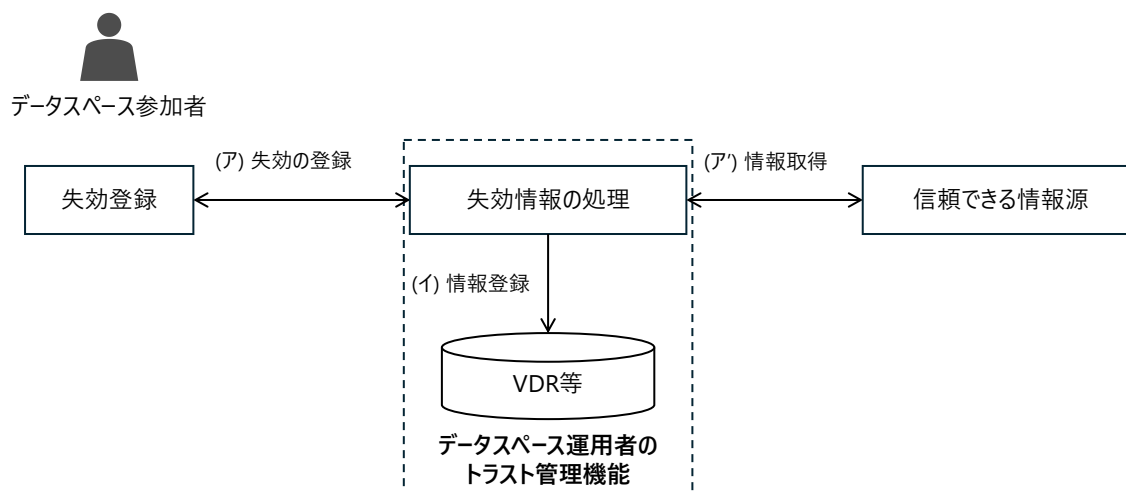 データスペース参加者
(ア) 失効の登録
(ア’) 情報取得
失効登録
失効情報の処理
信頼できる情報源
(イ) 情報登録
VDR等
データスペース運用者の
トラスト管理機能